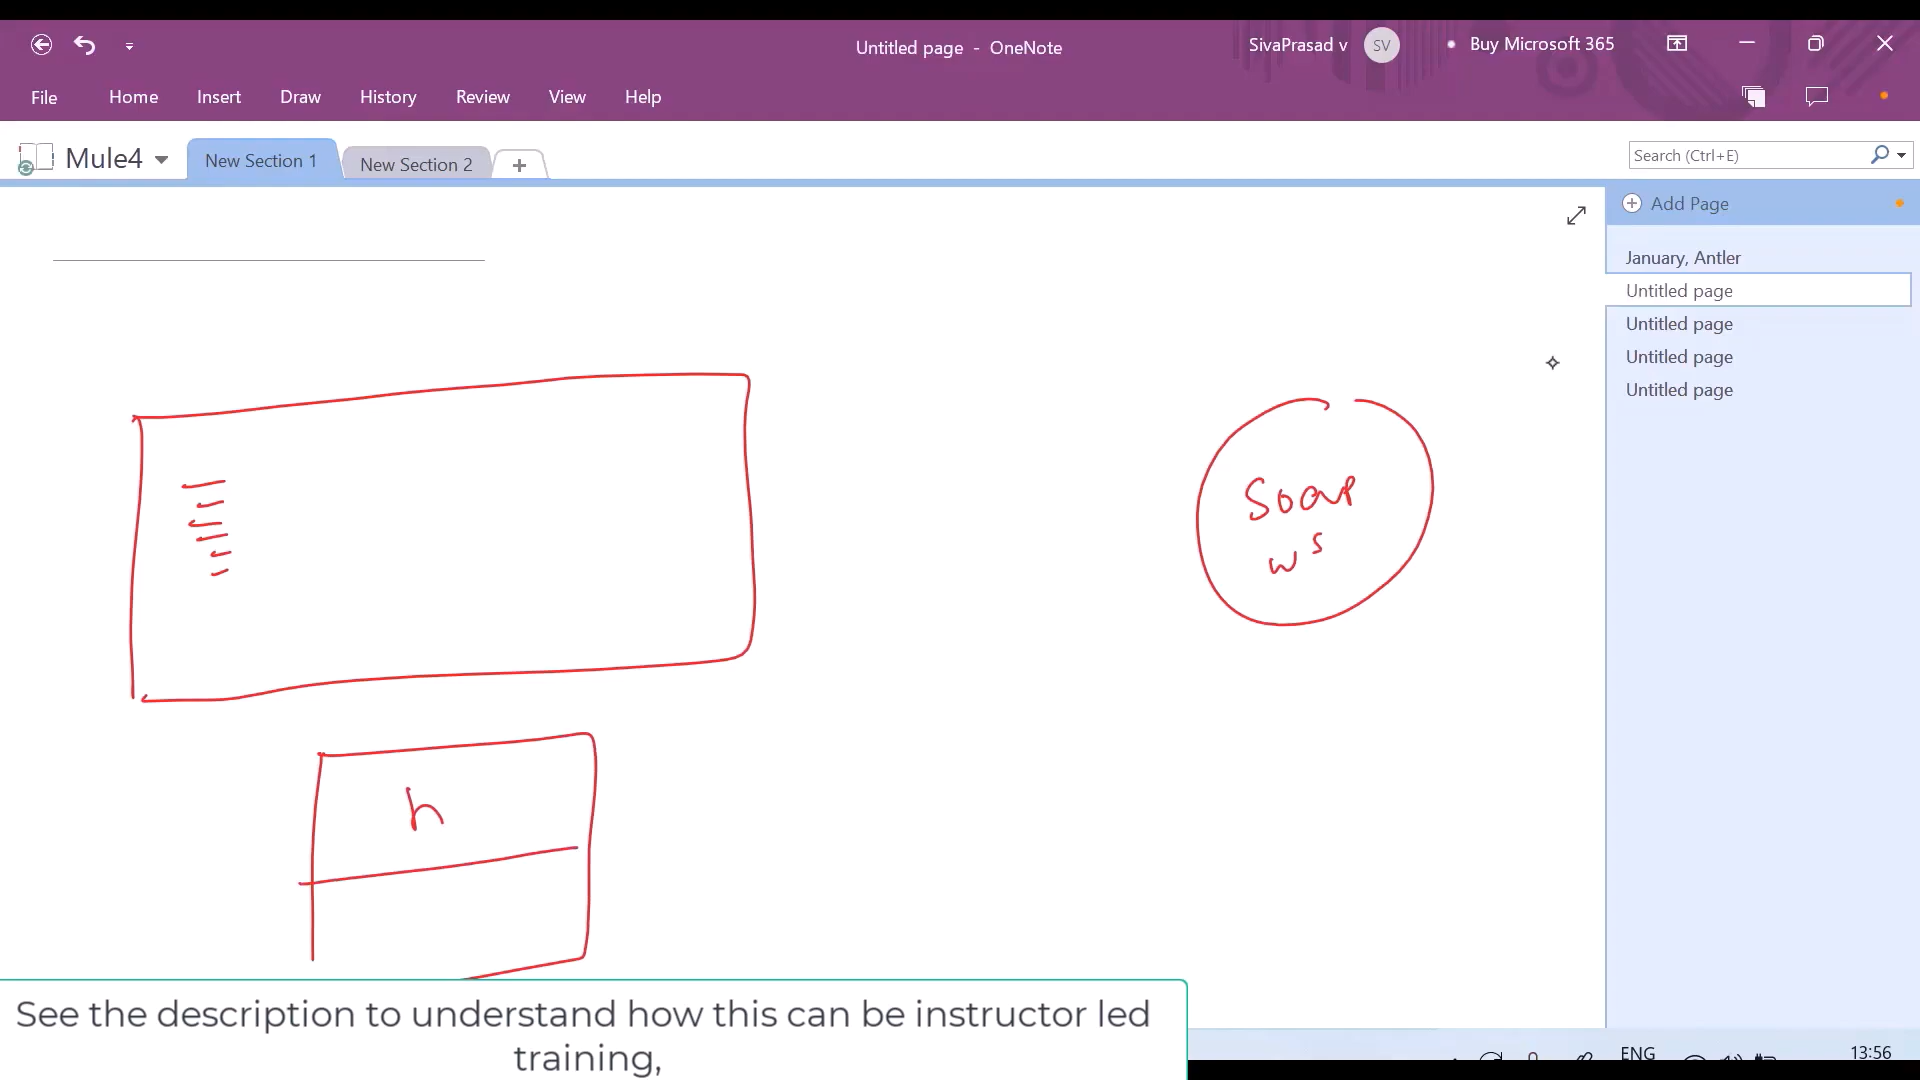 Untitled page - OneNote
SivaPrasad v
SV
Buy Microsoft 365
File
Home
Insert
Draw
History
Review
View
Help
Mule4
New Section 1
New Section 2
Search (Ctrl+E)
Add Page
January, Antler
Untitled page
Untitled page
Untitled page
Untitled page
Soap
WS
h
See the description to understand how this can be instructor led
training,
ENG
13:56